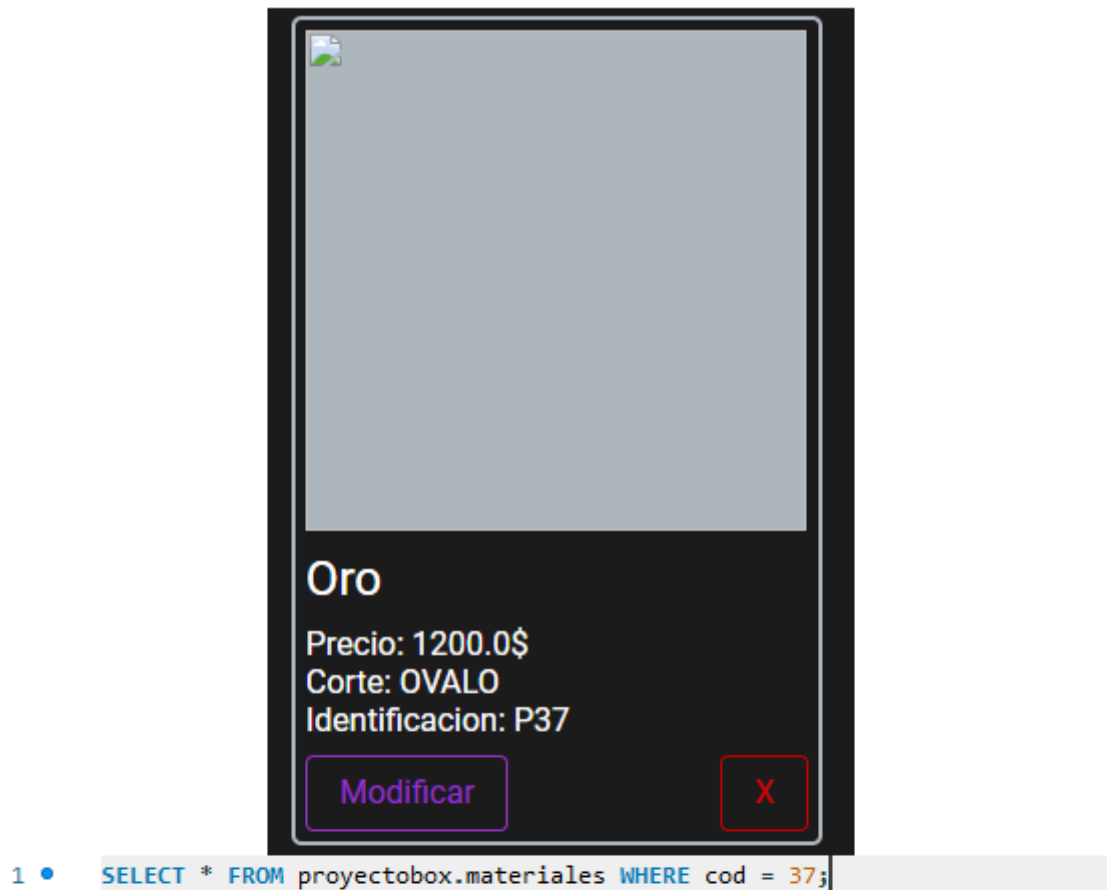 Oro
Precio: 1200.0$
Corte: OVALO
Identificacion: P37
Modificar X
1 SELECT * FROM proyectobox.materiales WHERE cod = 37;